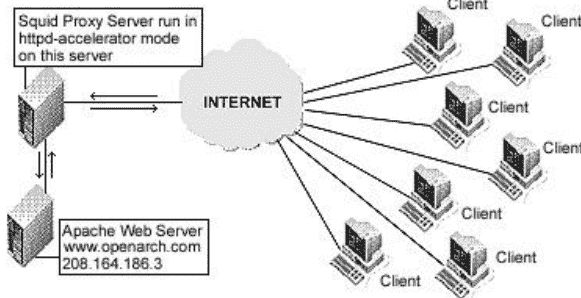 Squid Proxy Server run in
httpd-accelerator mode
on this server
INTERNET
Apache Web Server
www.openarch.com
208.164.186.3
Client
Client
Client
Client
Client
Client
Client